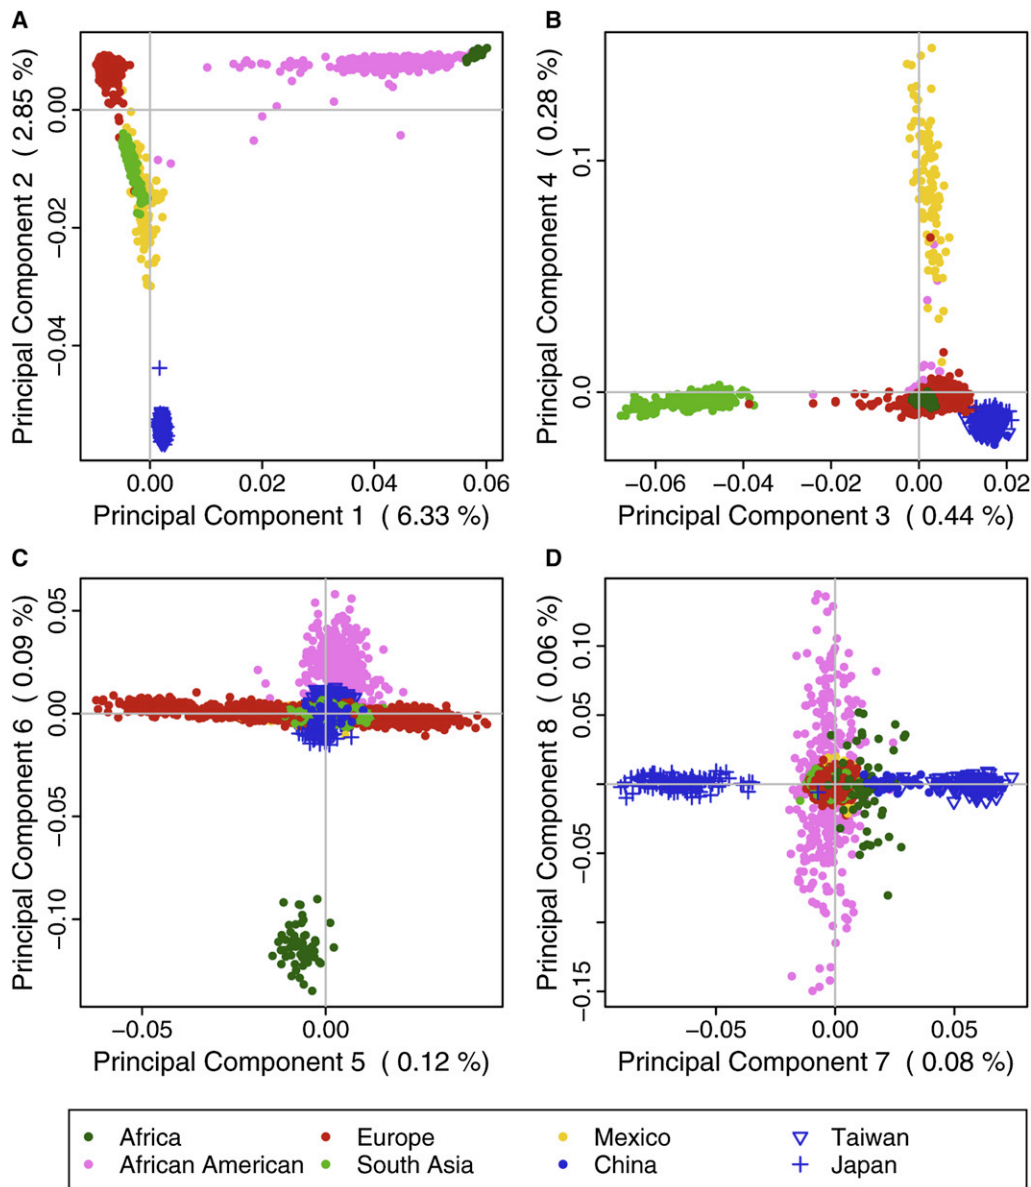 A
Principal Component 2 ( 2.85 %)
0.00
−0.02
−0.04
0.00 0.02 0.04 0.06
Principal Component 1 ( 6.33 %)
B
Principal Component 4 ( 0.28 %)
0.1
0.0
−0.06 −0.04 −0.02 0.00 0.02
Principal Component 3 ( 0.44 %)
C
Principal Component 6 ( 0.09 %)
0.05
0.00
−0.05
−0.10
−0.05 0.00
Principal Component 5 ( 0.12 %)
D
Principal Component 8 ( 0.06 %)
0.10
0.05
0.00
−0.05
−0.15
−0.05 0.00 0.05
Principal Component 7 ( 0.08 %)
Africa Europe Mexico Taiwan
African American South Asia China Japan